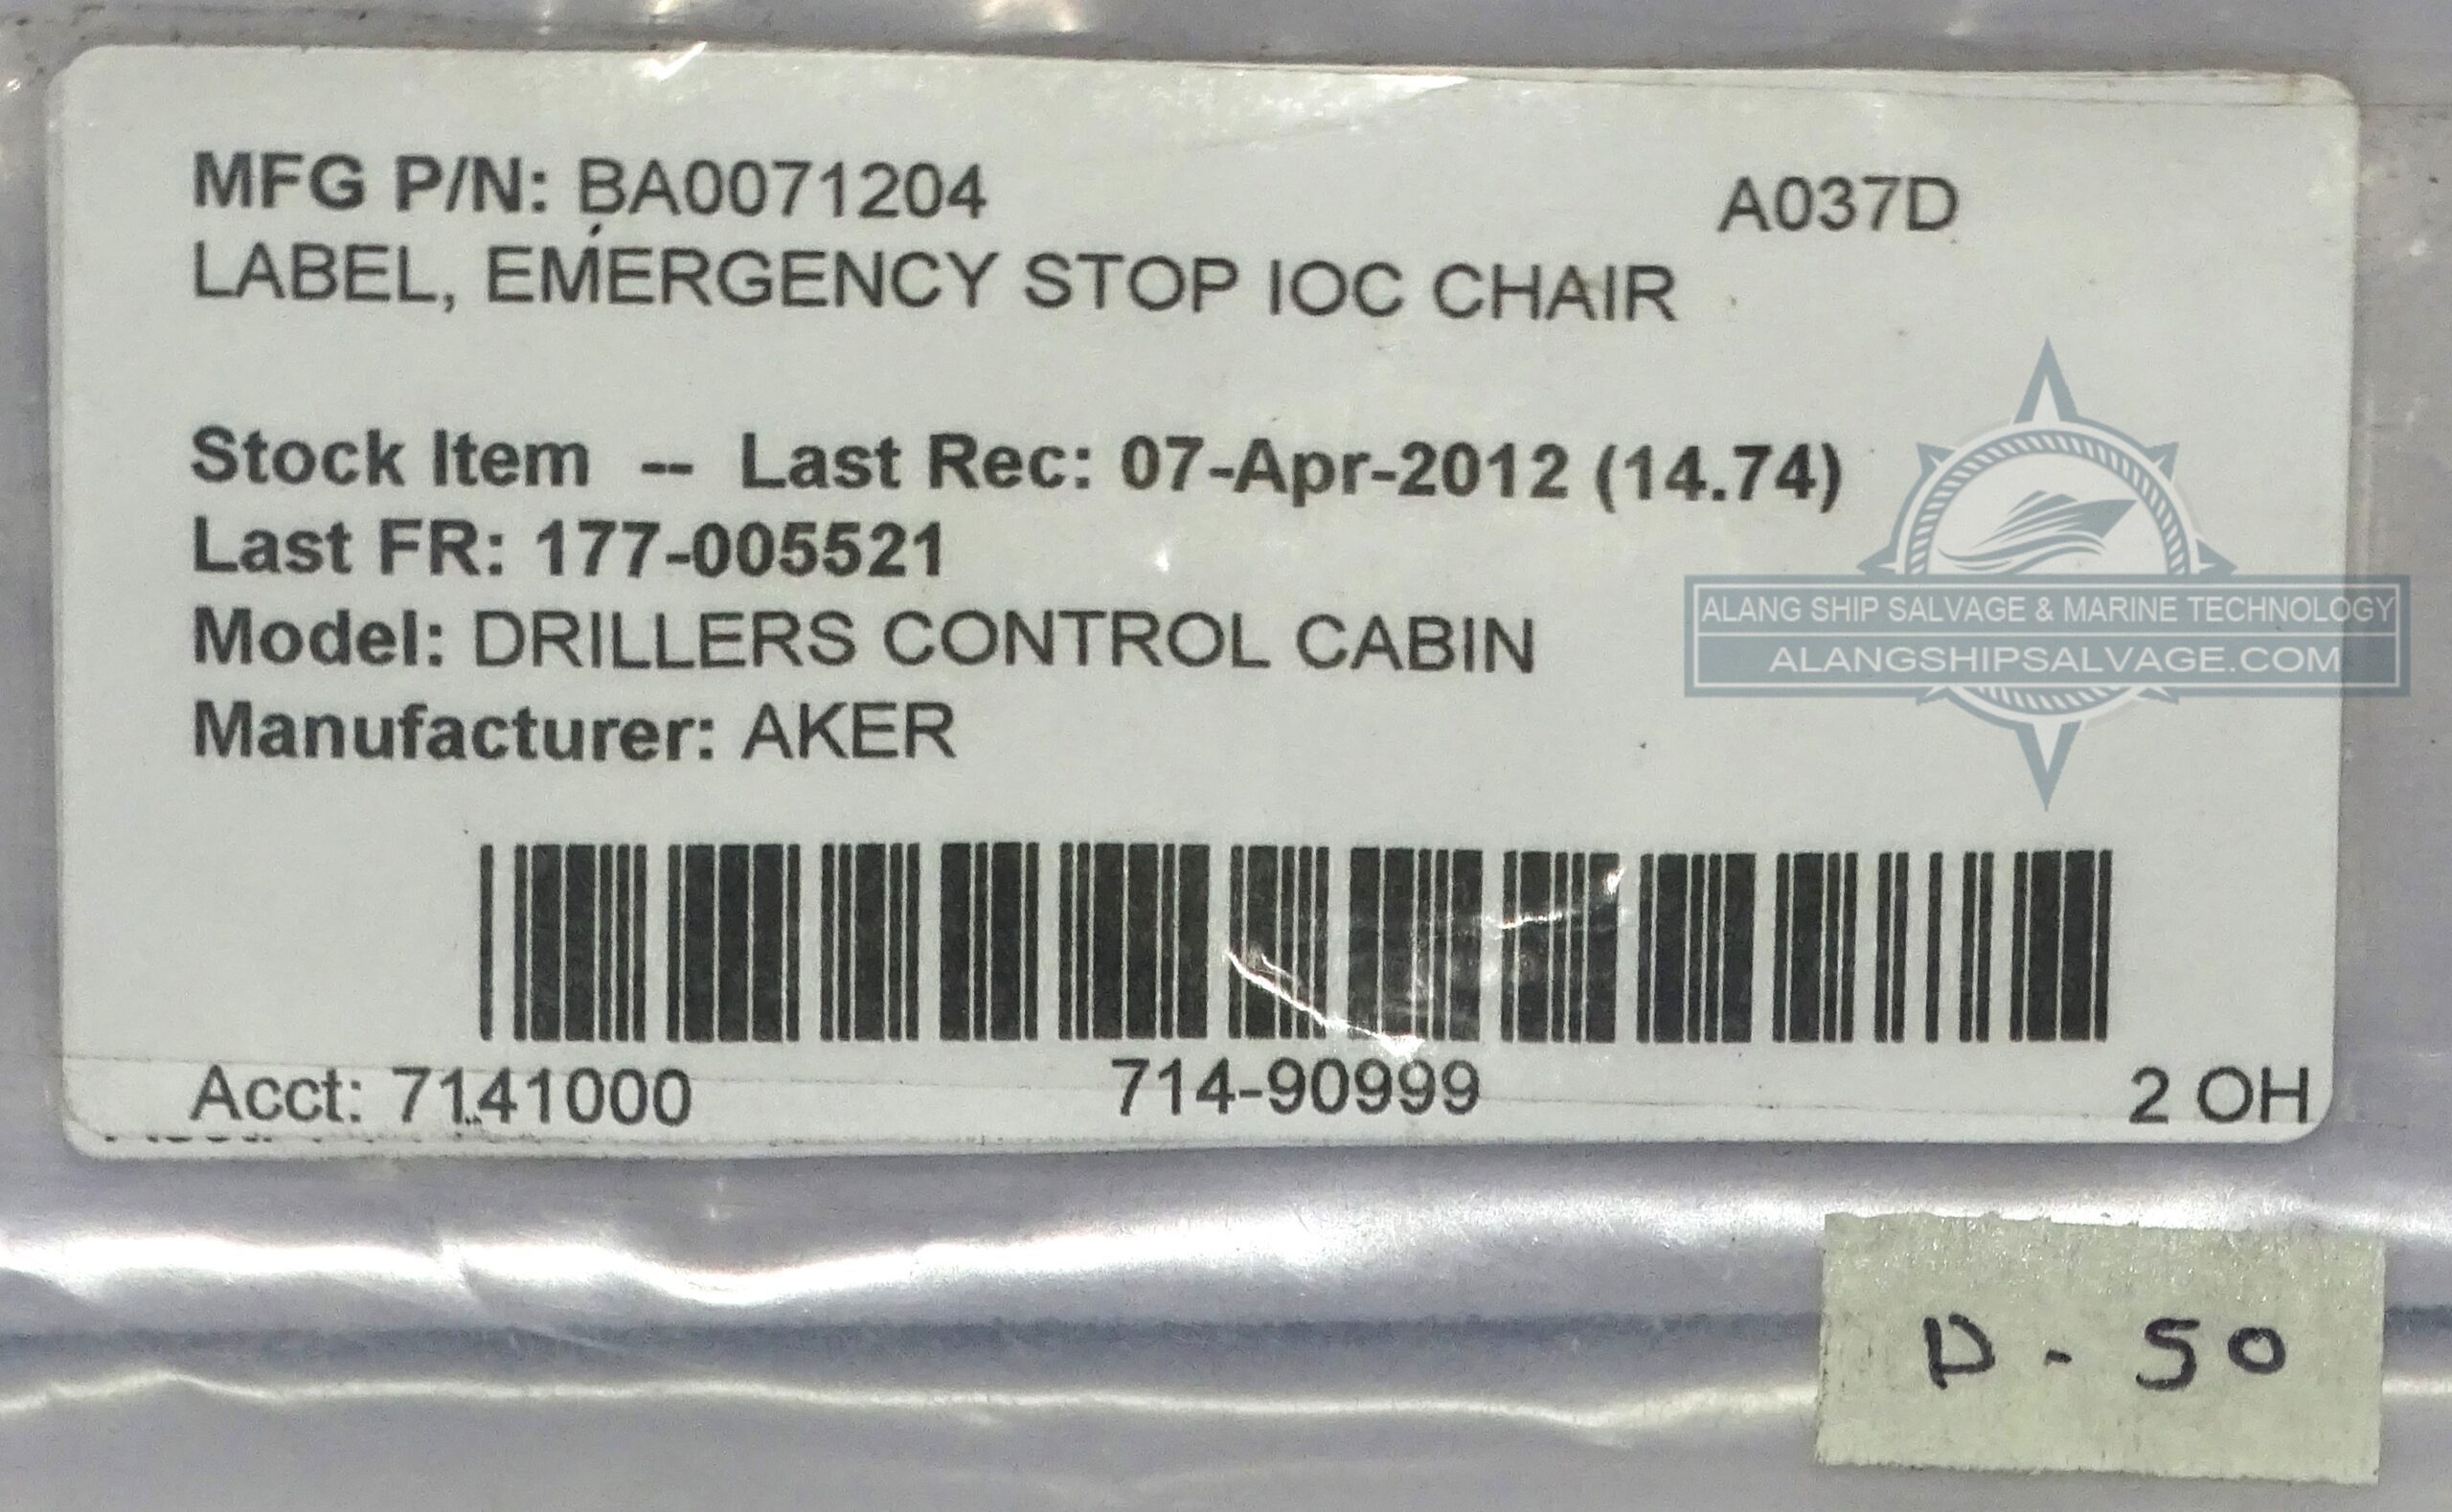 MFG P/N: BA0071204 A037D
LABEL, EMERGENCY STOP IOC CHAIR
Stock Item -- Last Rec: 07-Apr-2012 (14.74)
Last FR: 177-005521
Model: DRILLERS CONTROL CABIN
ALANG SHIP SALVAGE & MARINE TECHNOLOGY
ALANGSHIPSALVAGE.COM
Manufacturer: AKER
Acct: 7141000 714-90999 2 OH
D - 50